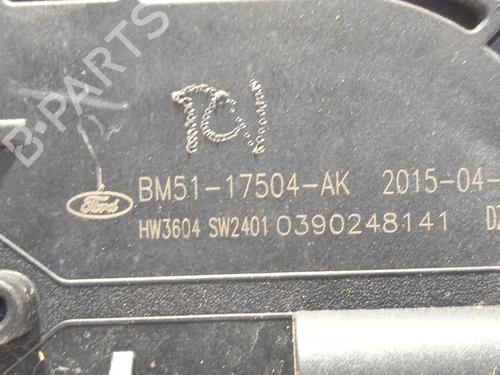 B-PARTS
TCI
Ford
BM51-17504-AK 2015-04-
HW3604 SW2401 0390248141